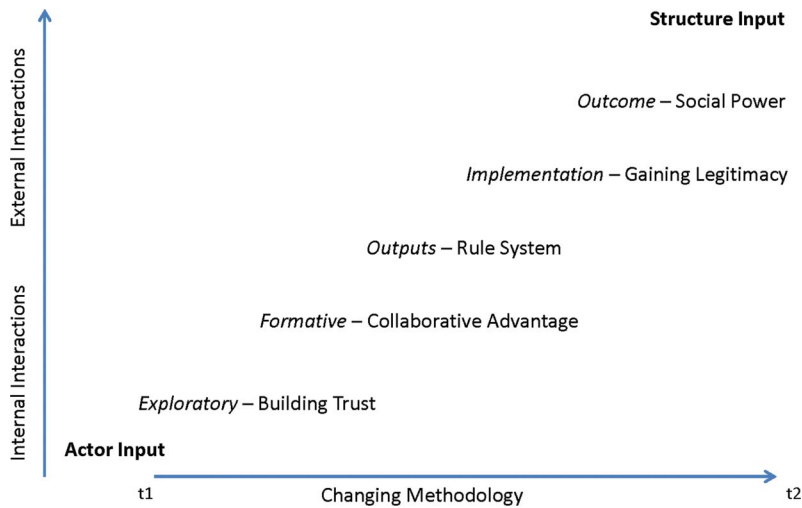 Structure Input
Outcome – Social Power
Implementation – Gaining Legitimacy
Outputs – Rule System
Formative – Collaborative Advantage
Exploratory – Building Trust
Actor Input
External Interactions
Internal Interactions
t1
Changing Methodology
t2